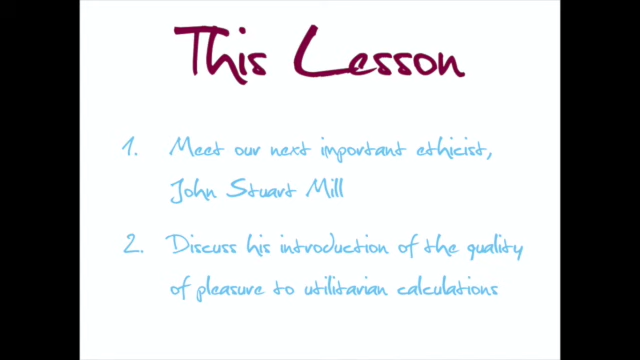 This Lesson
1. Meet our next important ethicist,
John Stuart Mill
2. Discuss his introduction of the quality
of pleasure to utilitarian calculations